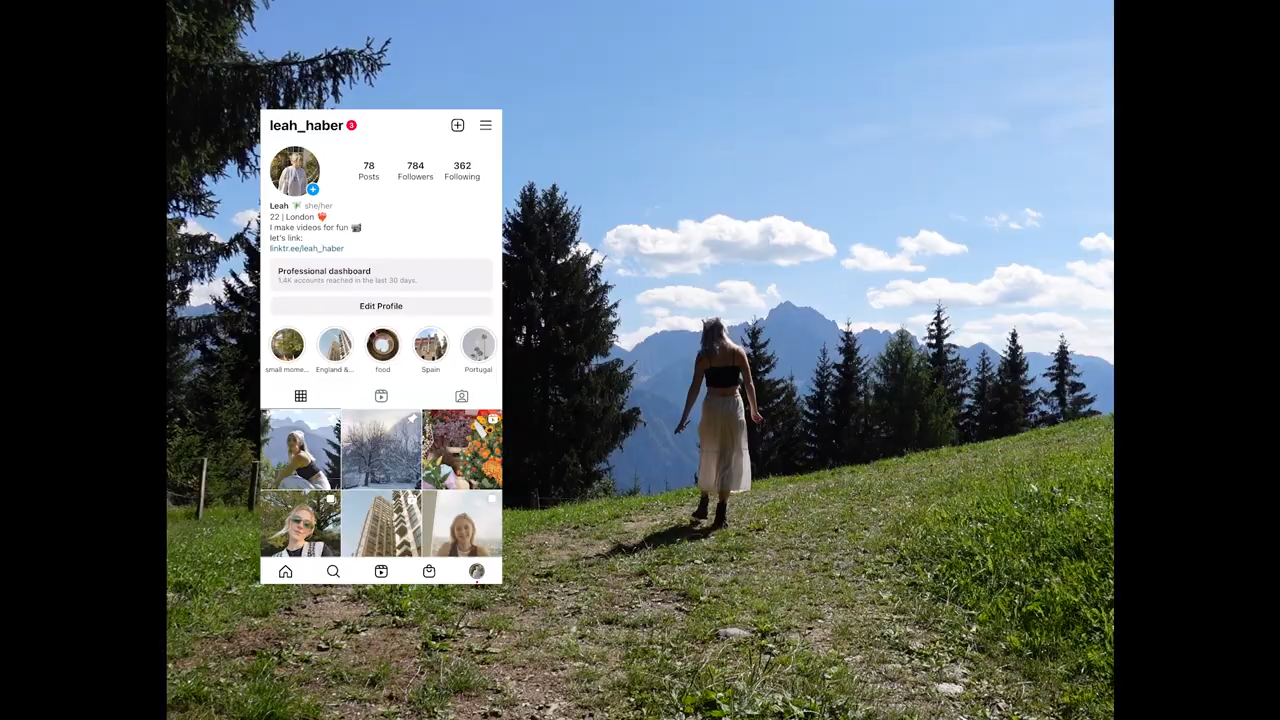 leah_haber 3
78 784 362
Posts Followers Following
Leah she/her
22 | London
I make videos for fun
let's link:
linktr.ee/leah_haber
Professional dashboard
1.4K accounts reached in the last 30 days.
Edit Profile
small mome... England &... food Spain Portugal